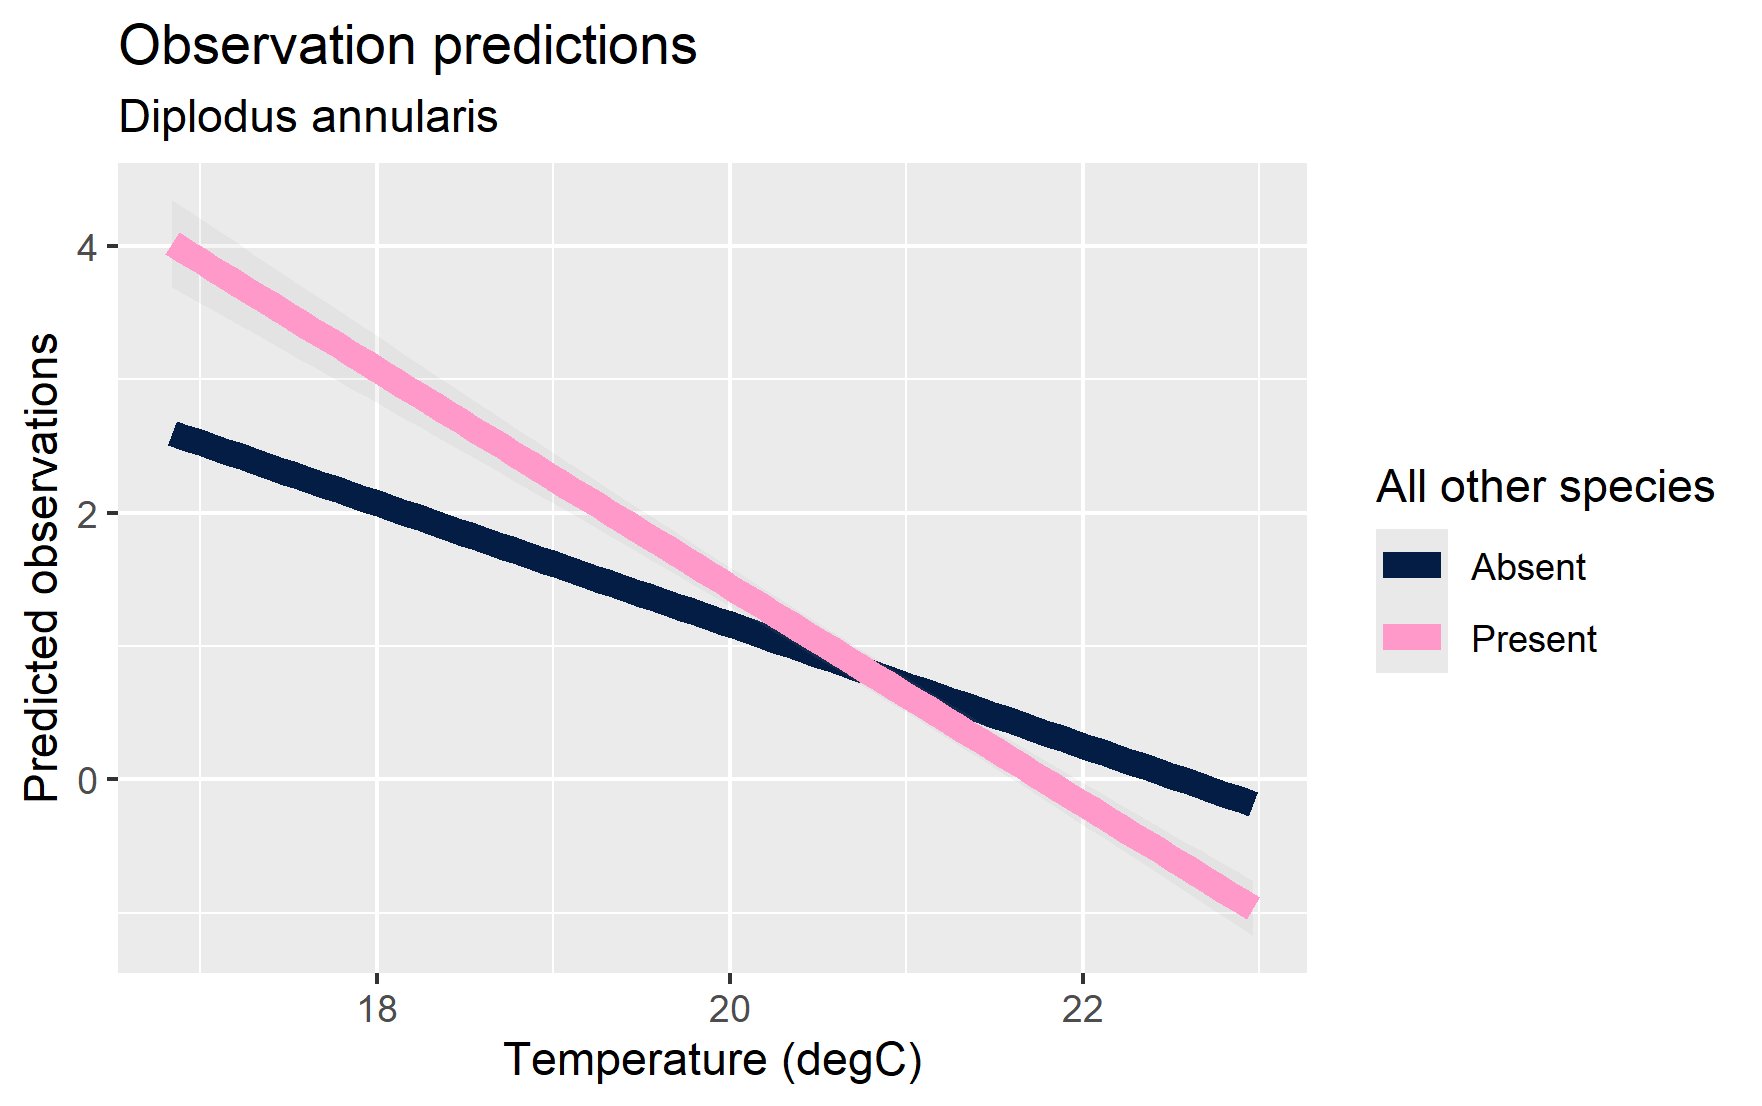 Observation predictions
Diplodus annularis
Predicted observations
4
2
0
18 20 22
Temperature (degC)
All other species
Absent
Present